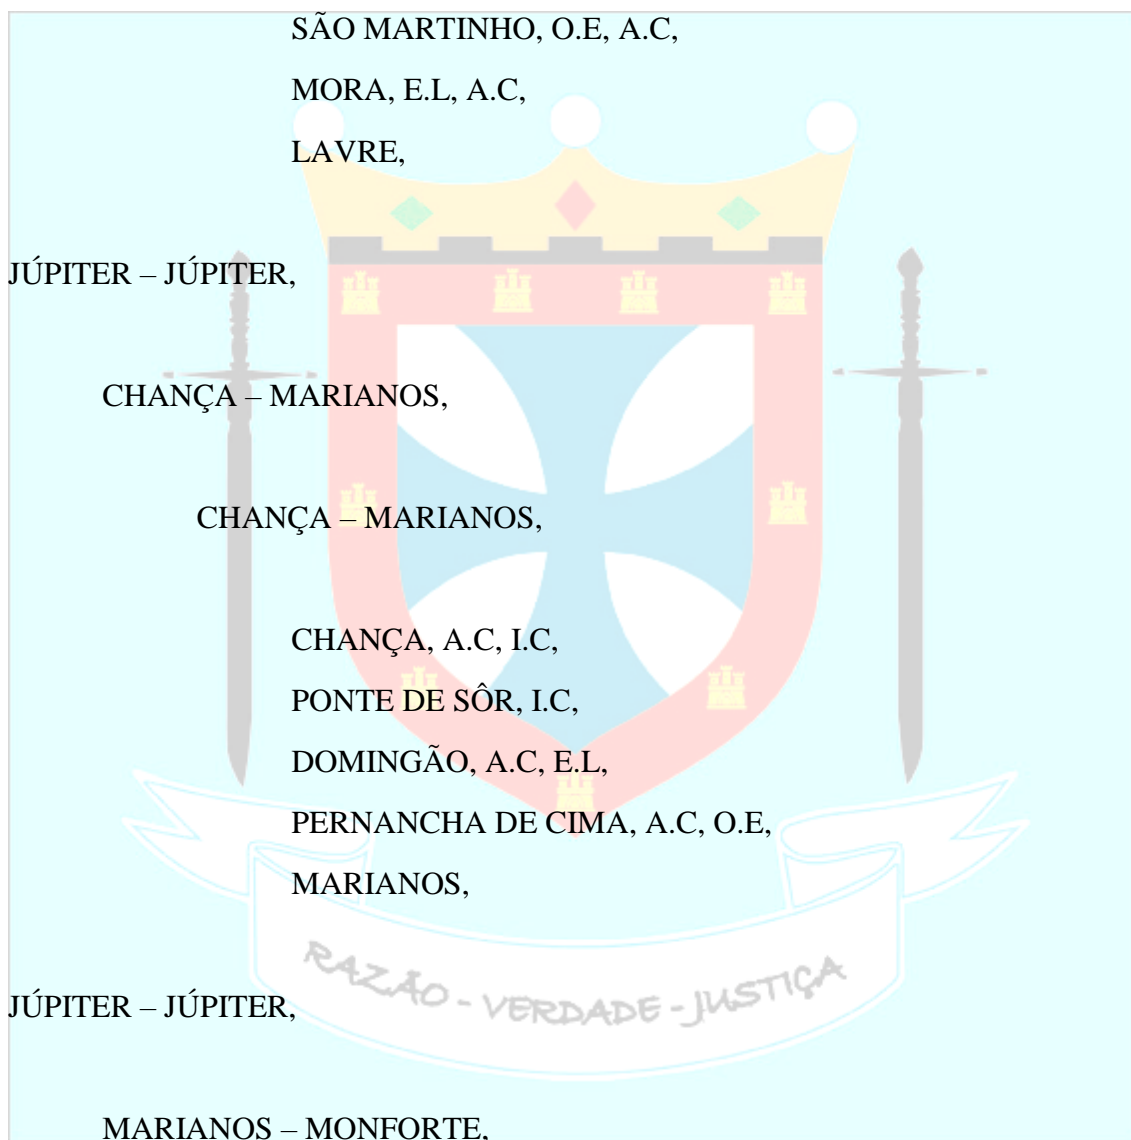 SÃO MARTINHO, O.E, A.C,
MORA, E.L, A.C,
LAVRE,
JÚPITER – JÚPITER,
CHANÇA – MARIANOS,
CHANÇA – MARIANOS,
CHANÇA, A.C, I.C,
PONTE DE SÔR, I.C,
DOMINGÃO, A.C, E.L,
PERNANCHA DE CIMA, A.C, O.E,
MARIANOS,
RAZÃO - VERDADE - JUSTIÇA
JÚPITER – JÚPITER,
MARIANOS – MONFORTE,